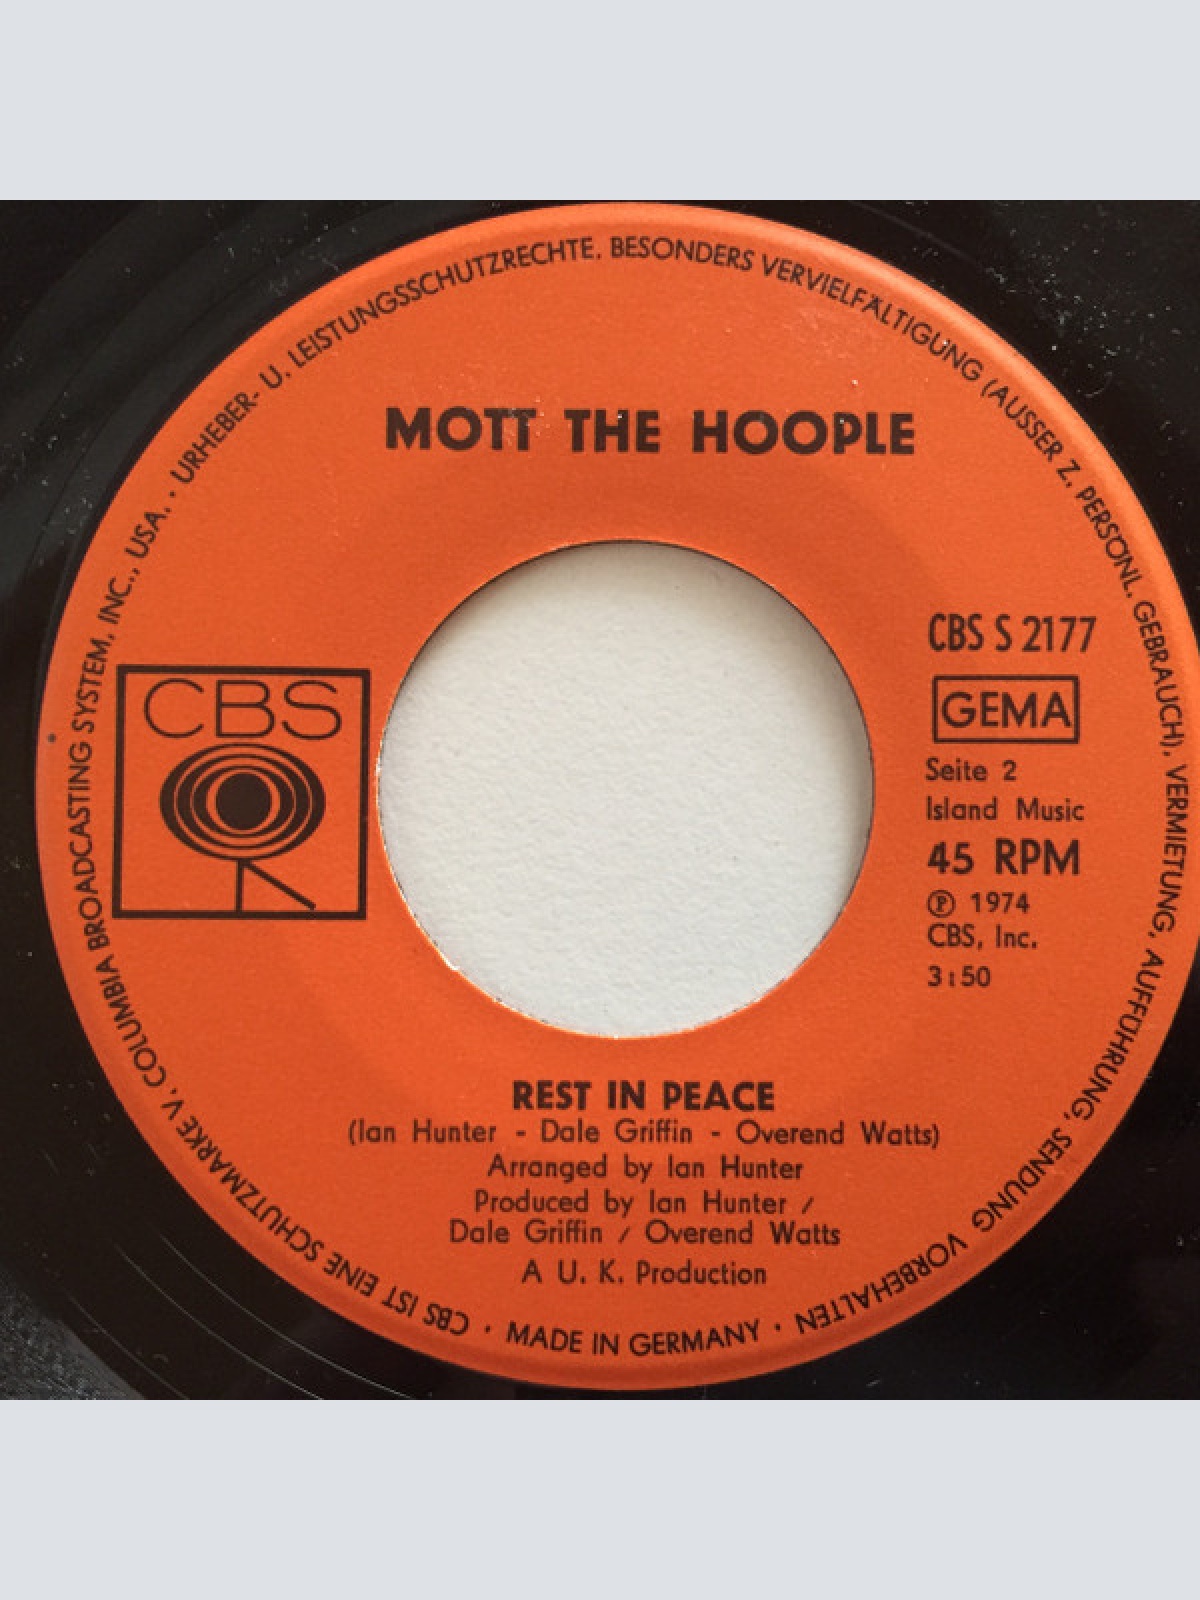 MOTT THE HOOPLE
CBS
CBS S 2177
GEMA
Seite 2
Island Music
45 RPM
℗ 1974
CBS, Inc.
3:50
REST IN PEACE
(Ian Hunter - Dale Griffin - Overend Watts)
Arranged by Ian Hunter
Produced by Ian Hunter /
Dale Griffin / Overend Watts
A U. K. Production
CBS IST EINE SCHUTZMARKE V. COLUMBIA BROADCASTING SYSTEM, INC., USA. · URHEBER- U. LEISTUNGSSCHUTZRECHTE, BESONDERS VERVIELFÄLTIGUNG (AUSSER Z. PERSÖNL. GEBRAUCH), VERMIETUNG, AUFFÜHRUNG, SENDUNG VORBEHALTEN · MADE IN GERMANY ·